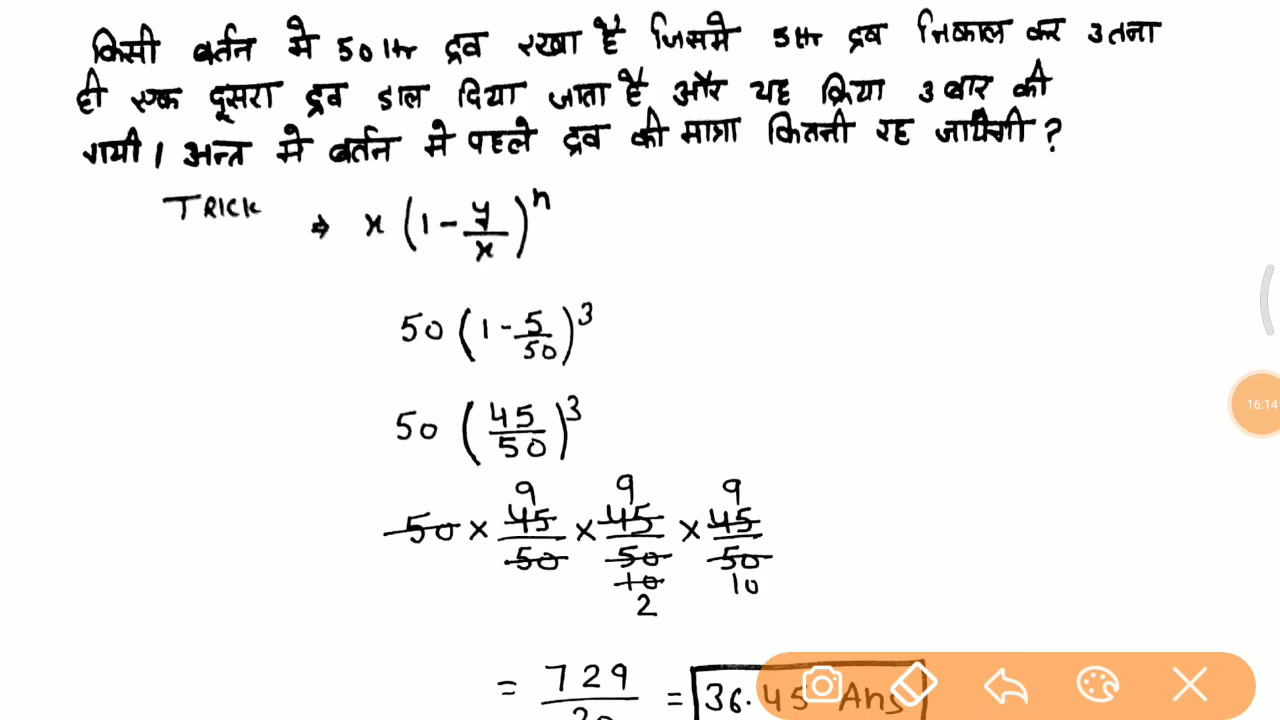 किसी बर्तन मे 50 ltr द्रव रखा है जिसमे 5ltr द्रव निकाल कर उतना
ही एक दूसरा द्रव डाल दिया जाता है और यह क्रिया 3 बार की
गयी। अन्त मे बर्तन मे पहले द्रव की मात्रा कितनी रह जायेगी ?
TRICK ⇒ x (1 - y/x)^n
50 (1 - 5/50)^3
50 (45/50)^3
9 9 9
50 × 45/50 × 45/50 × 45/50
10 10
2
= 729/20 = 36.45 Ans
16:14